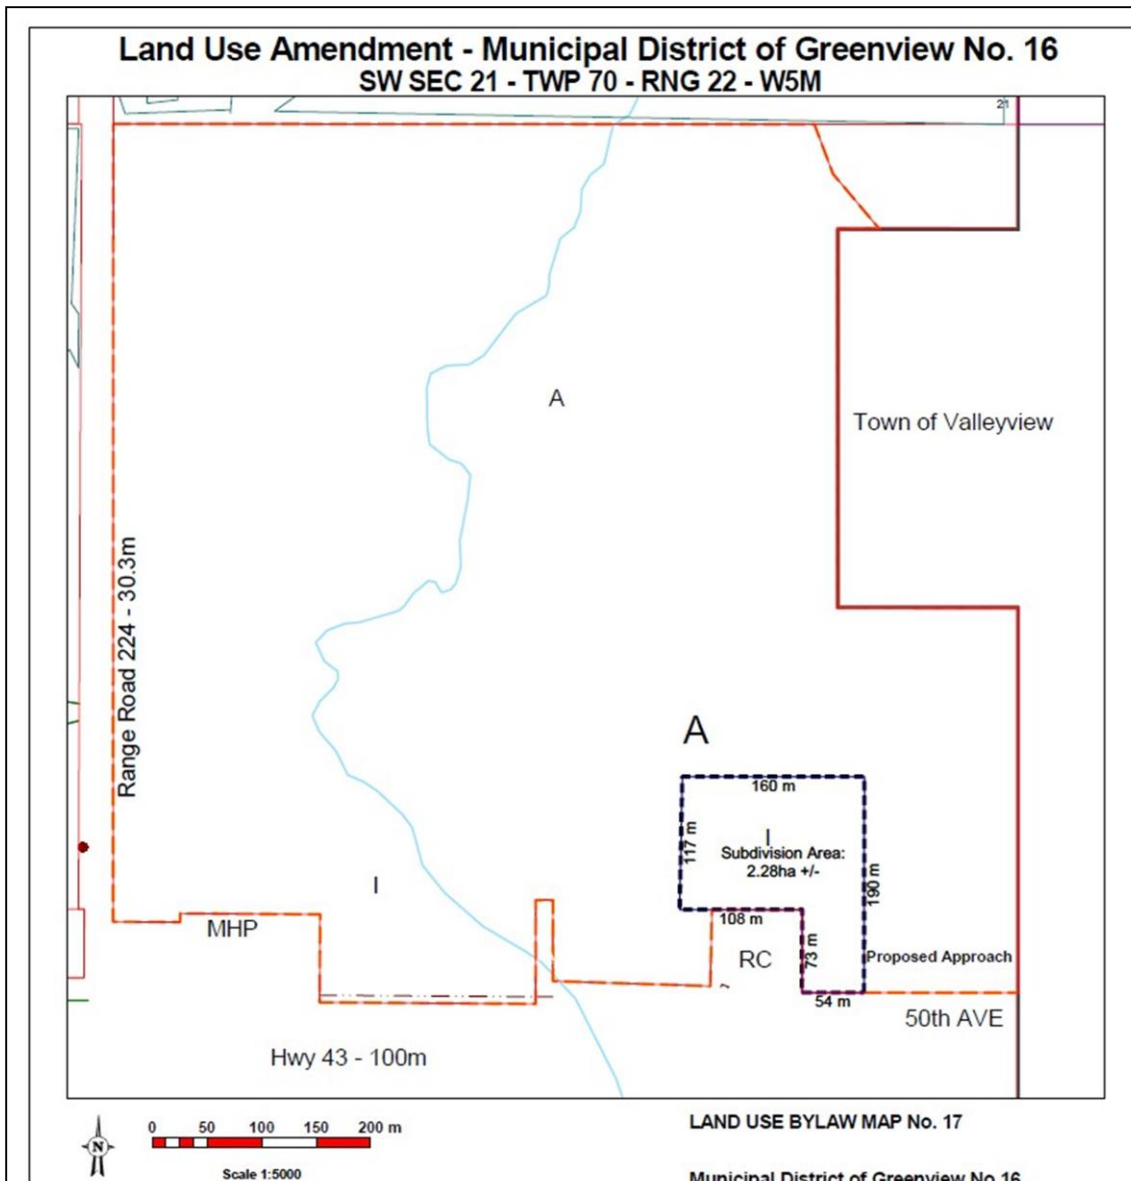 Land Use Amendment - Municipal District of Greenview No. 16
SW SEC 21 - TWP 70 - RNG 22 - W5M
21
A
Town of Valleyview
Range Road 224 - 30.3m
A
160 m
117 m
I
Subdivision Area:
2.28ha +/-
190 m
I
108 m
MHP
RC
73 m
Proposed Approach
54 m
50th AVE
Hwy 43 - 100m
N
0 50 100 150 200 m
Scale 1:5000
LAND USE BYLAW MAP No. 17
Municipal District of Greenview No 16